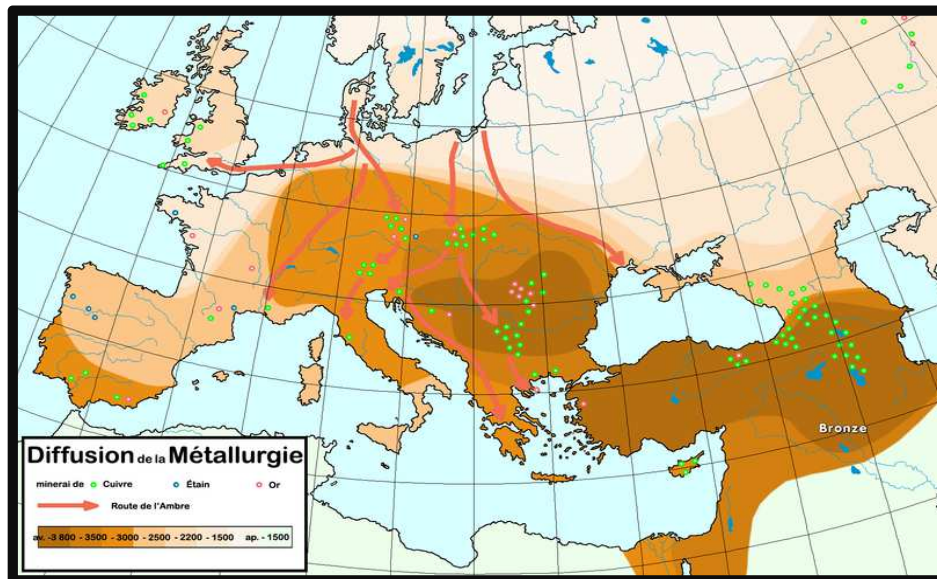 Bronze
Diffusion de la Métallurgie
minerai de Cuivre Étain Or
Route de l'Ambre
av. -3 800 - 3500 - 3000 - 2500 - 2200 - 1500 ap. - 1500